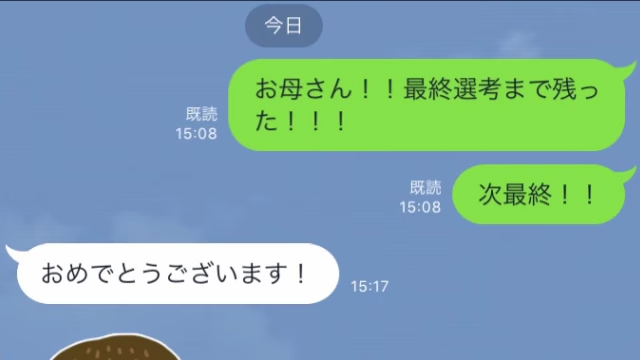 今日
お母さん！！最終選考まで残っ
た！！！
既読
15:08
次最終！！
既読
15:08
おめでとうございます！
15:17